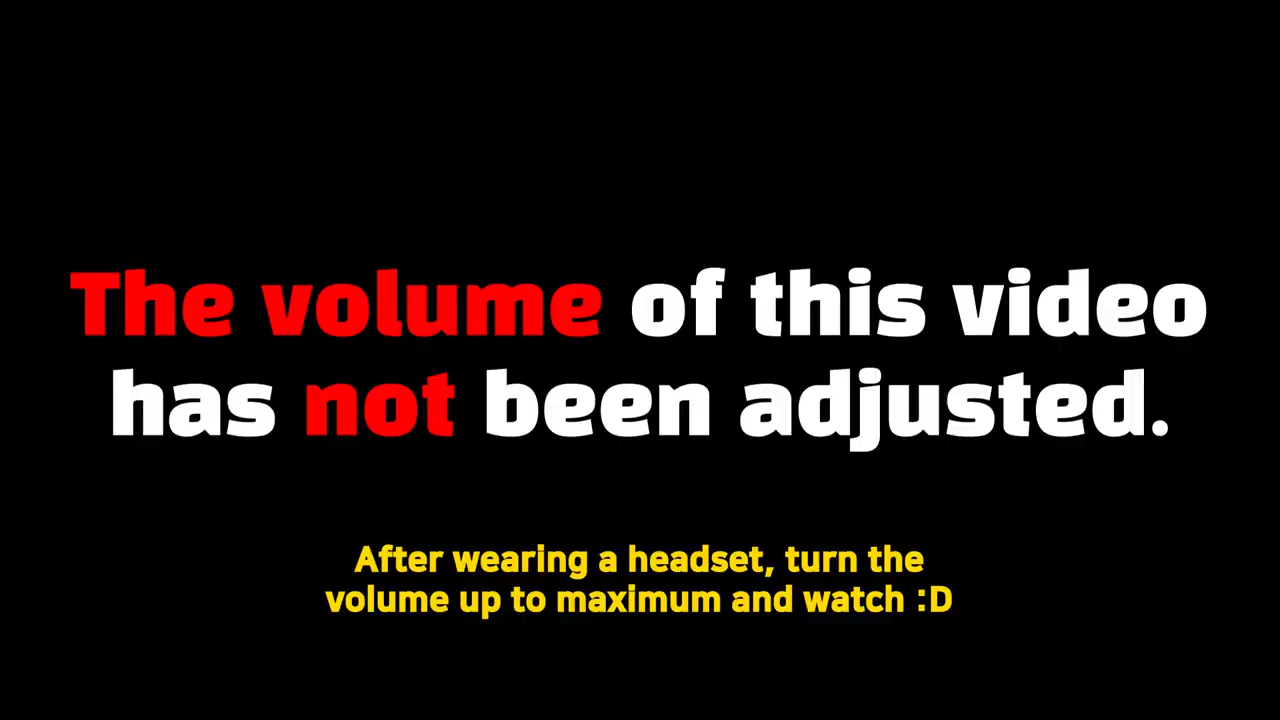 The volume of this video
has not been adjusted.
After wearing a headset, turn the
volume up to maximum and watch :D